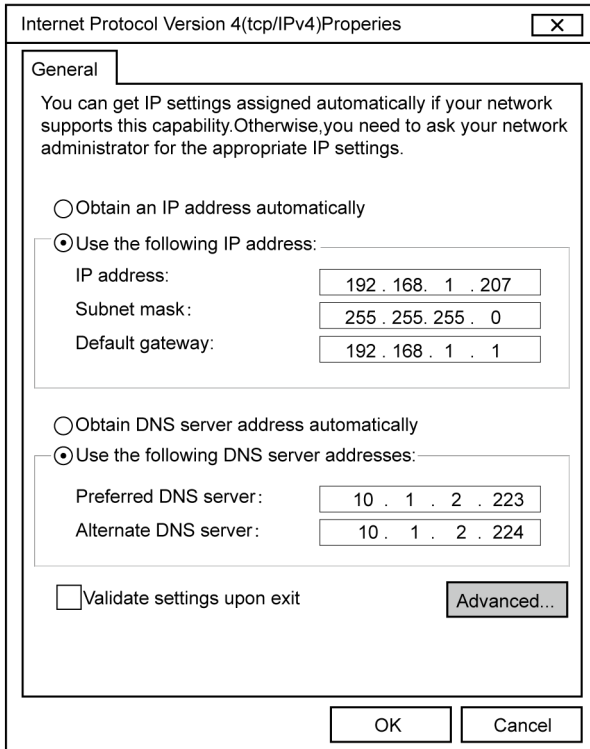 Internet Protocol Version 4(tcp/IPv4)Properies
X
General
You can get IP settings assigned automatically if your network
supports this capability.Otherwise,you need to ask your network
administrator for the appropriate IP settings.
Obtain an IP address automatically
Use the following IP address:
IP address: 192 . 168. 1 . 207
Subnet mask: 255 . 255. 255 . 0
Default gateway: 192 . 168 . 1 . 1
Obtain DNS server address automatically
Use the following DNS server addresses:
Preferred DNS server: 10 . 1 . 2 . 223
Alternate DNS server: 10 . 1 . 2 . 224
Validate settings upon exit
Advanced...
OK Cancel